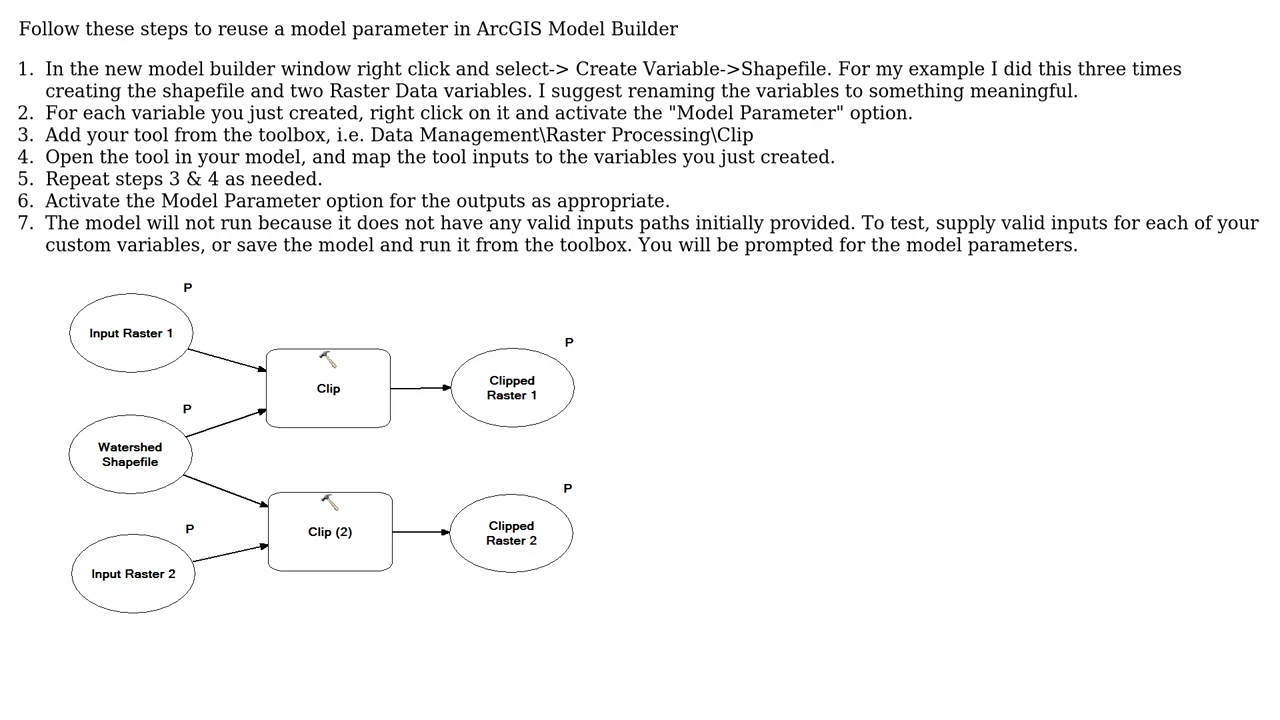 Follow these steps to reuse a model parameter in ArcGIS Model Builder
1. In the new model builder window right click and select-> Create Variable->Shapefile. For my example I did this three times
creating the shapefile and two Raster Data variables. I suggest renaming the variables to something meaningful.
2. For each variable you just created, right click on it and activate the "Model Parameter" option.
3. Add your tool from the toolbox, i.e. Data Management\Raster Processing\Clip
4. Open the tool in your model, and map the tool inputs to the variables you just created.
5. Repeat steps 3 & 4 as needed.
6. Activate the Model Parameter option for the outputs as appropriate.
7. The model will not run because it does not have any valid inputs paths initially provided. To test, supply valid inputs for each of your
custom variables, or save the model and run it from the toolbox. You will be prompted for the model parameters.
P
Input Raster 1
P
Clip
Clipped
Raster 1
P
Watershed
Shapefile
P
Clip (2)
Clipped
Raster 2
P
Input Raster 2